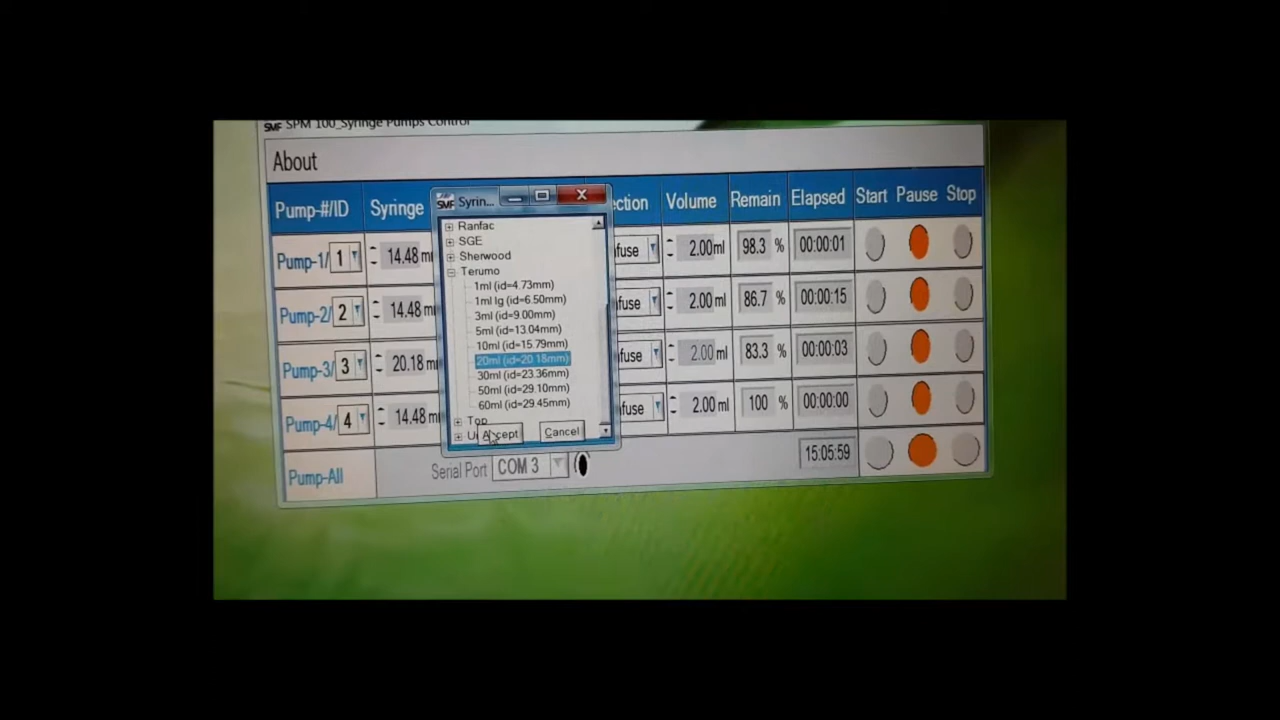 SMF SPM 100_Syringe Pumps Control
About
Pump-#/ID Syringe ection Volume Remain Elapsed Start Pause Stop
SMF Syrin...
Ranfac
SGE
Sherwood
Terumo
1ml (id=4.73mm)
1ml lg (id=6.50mm)
3ml (id=9.00mm)
5ml (id=13.04mm)
10ml (id=15.79mm)
20ml (id=20.18mm)
30ml (id=23.36mm)
50ml (id=29.10mm)
60ml (id=29.45mm)
Top
Accept Cancel
Pump-1/ 1 14.48 m fuse 2.00 ml 98.3 % 00:00:01
Pump-2/ 2 14.48 m fuse 2.00 ml 86.7 % 00:00:15
Pump-3/ 3 20.18 m fuse 2.00 ml 83.3 % 00:00:03
Pump-4/ 4 14.48 m fuse 2.00 ml 100 % 00:00:00
Pump-All Serial Port COM 3 15:05:59